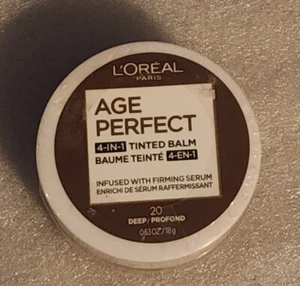 L'ORÉAL
PARIS
AGE
PERFECT
4-IN-1 TINTED BALM
BAUME TEINTÉ 4-EN-1
INFUSED WITH FIRMING SERUM
ENRICHI DE SÉRUM RAFFERMISSANT
20
DEEP / PROFOND
0.63 OZ / 18g